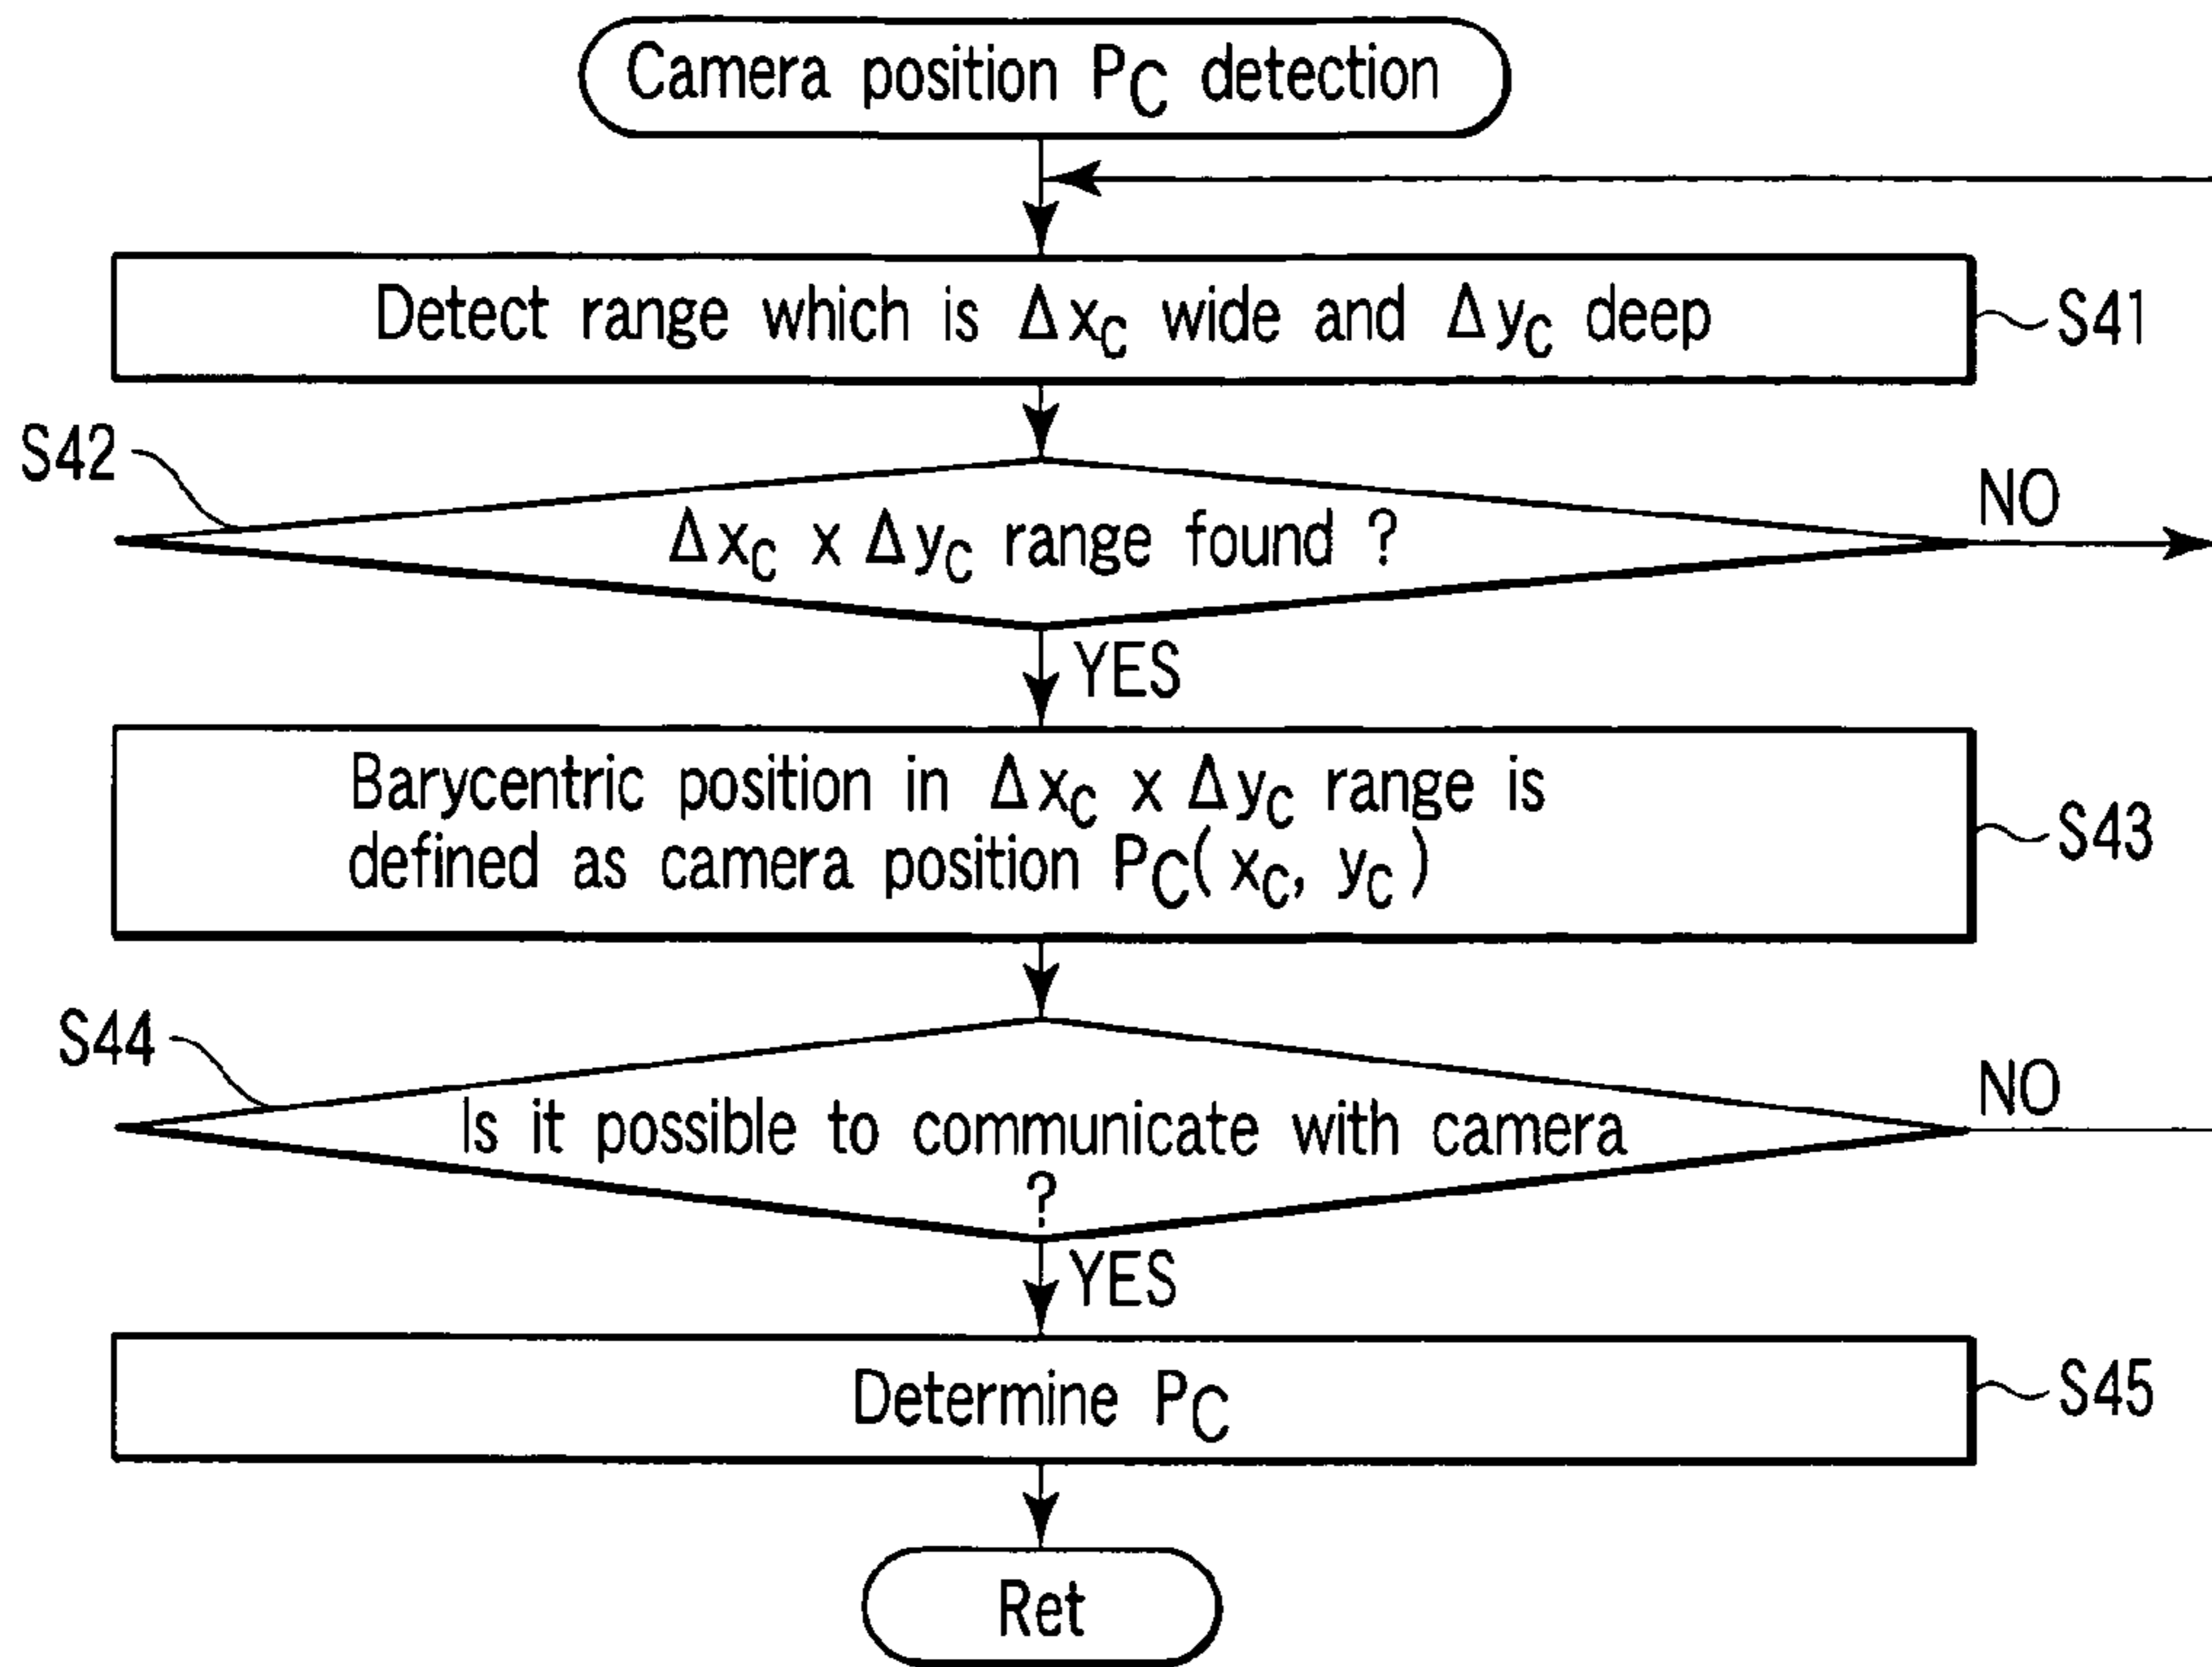 Camera position PC detection
Detect range which is ΔxC wide and ΔyC deep
S41
S42
ΔxC x ΔyC range found ?
NO
YES
Barycentric position in ΔxC x ΔyC range is
defined as camera position PC(xC, yC)
S43
S44
Is it possible to communicate with camera
?
NO
YES
Determine PC
S45
Ret